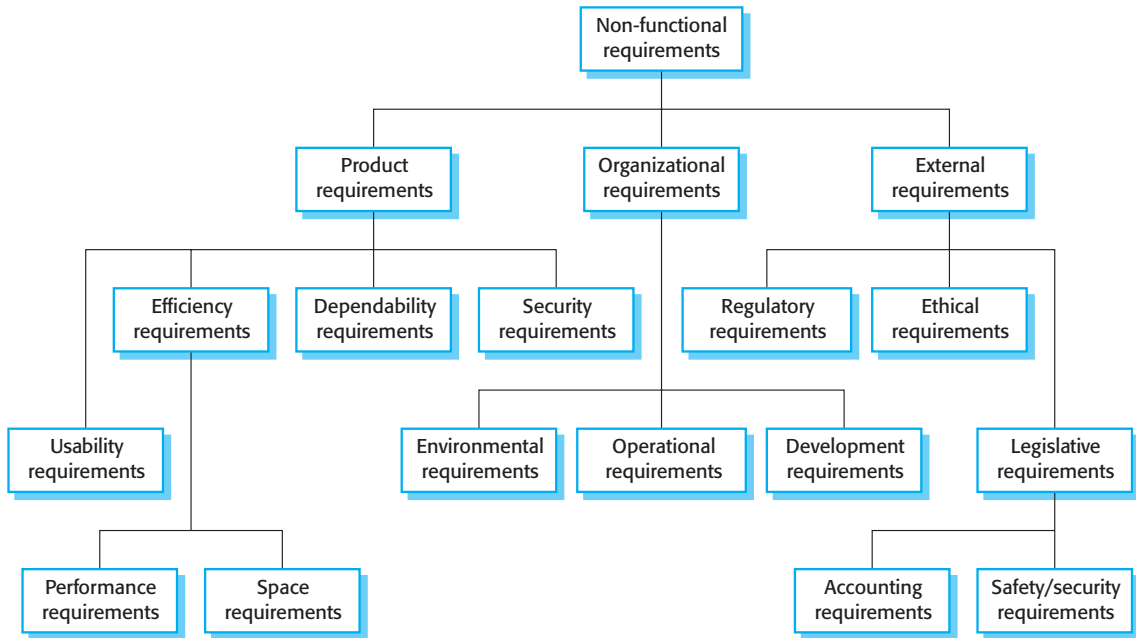 Non-functional
requirements
Product
requirements
Organizational
requirements
External
requirements
Efficiency
requirements
Dependability
requirements
Security
requirements
Regulatory
requirements
Ethical
requirements
Usability
requirements
Environmental
requirements
Operational
requirements
Development
requirements
Legislative
requirements
Performance
requirements
Space
requirements
Accounting
requirements
Safety/security
requirements